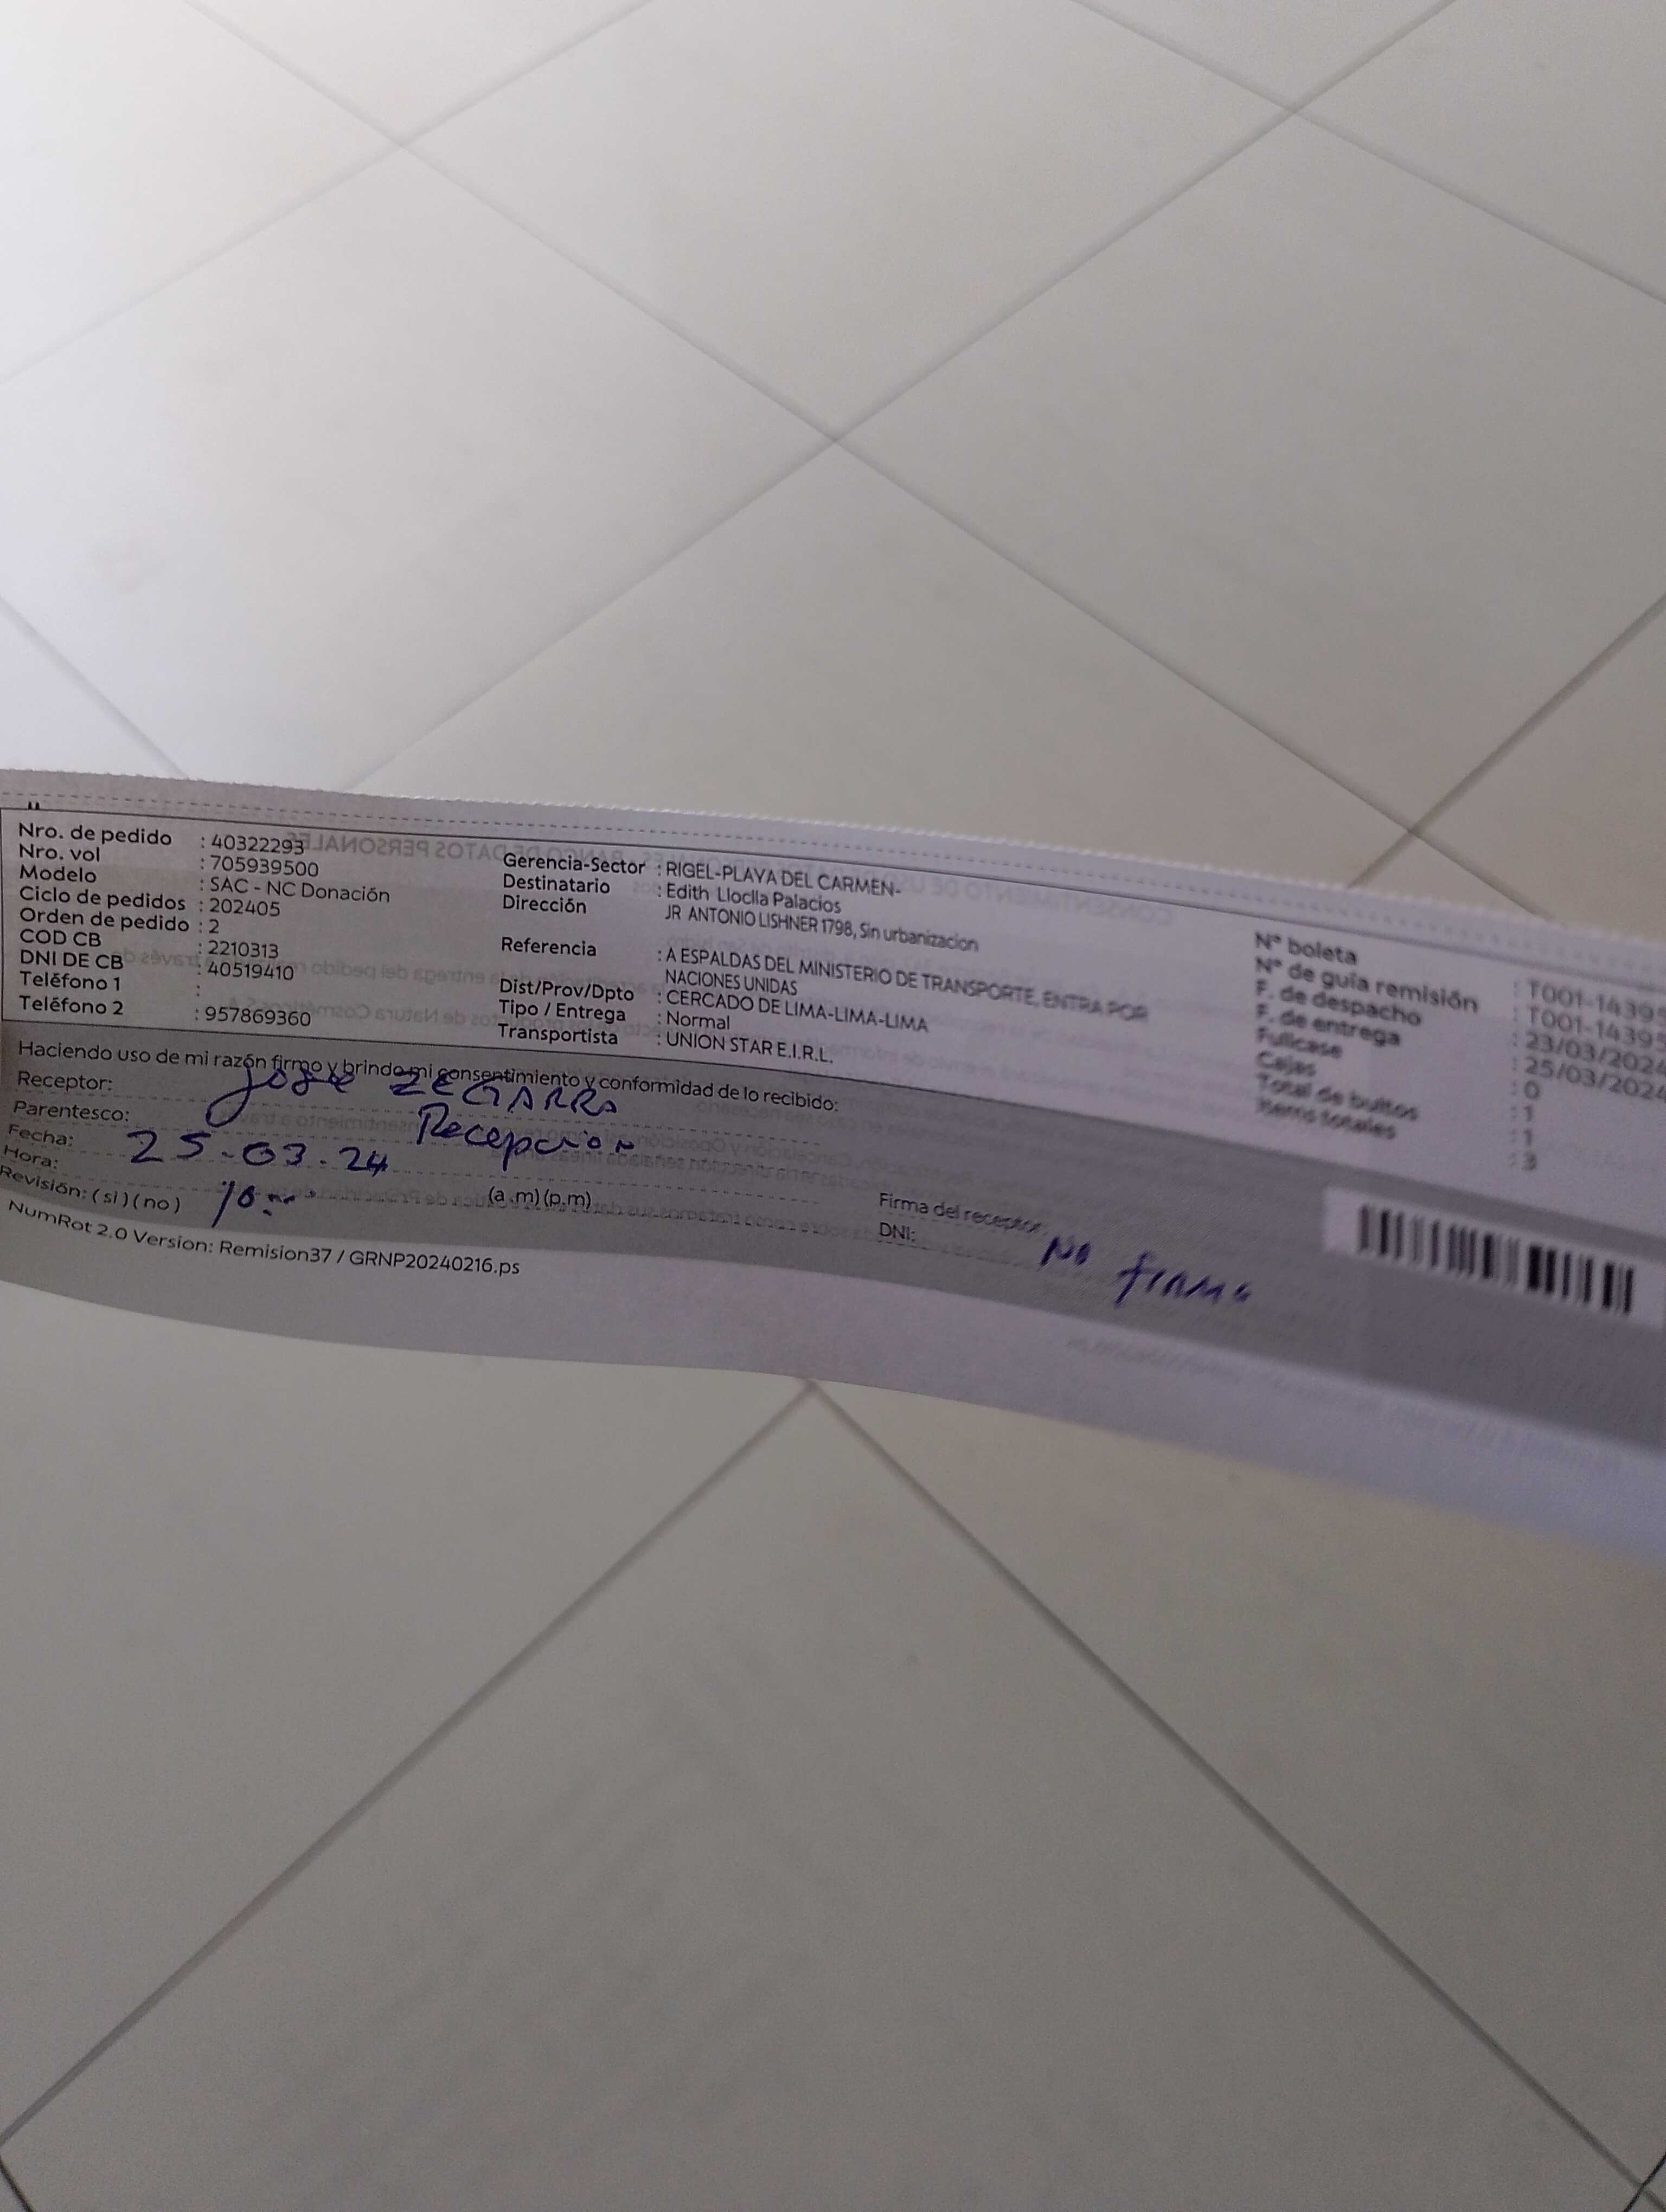 Nro. de pedido : 40322293
Nro. vol : 705939500
Modelo : SAC - NC Donación
Ciclo de pedidos : 202405
Orden de pedido : 2
COD CB : 2210313
DNI DE CB : 40519410
Teléfono 1 :
Teléfono 2 : 957869360
Gerencia-Sector : RIGEL-PLAYA DEL CARMEN-
Destinatario : Edith Lloclla Palacios
Dirección JR ANTONIO LISHNER 1798, Sin urbanizacion
Referencia : A ESPALDAS DEL MINISTERIO DE TRANSPORTE, ENTRA POR
NACIONES UNIDAS
Dist/Prov/Dpto : CERCADO DE LIMA-LIMA-LIMA
Tipo / Entrega : Normal
Transportista : UNION STAR E.I.R.L.
N° boleta : T001-14395
N° de guía remisión : T001-14395
F. de despacho : 23/03/2024
F. de entrega : 25/03/2024
Fullcase : 0
Cajas : 1
Total de bultos : 1
Items totales : 3
Haciendo uso de mi razón firmo y brindo mi consentimiento y conformidad de lo recibido:
Receptor: Jose ZEGARRA
Parentesco: Recepcion
Fecha: 25-03-24
Hora: 10 (a.m) (p.m)
Revisión: ( si ) ( no )
Firma del receptor: No firma
DNI:
NumRot 2.0 Version: Remision37 / GRNP20240216.ps